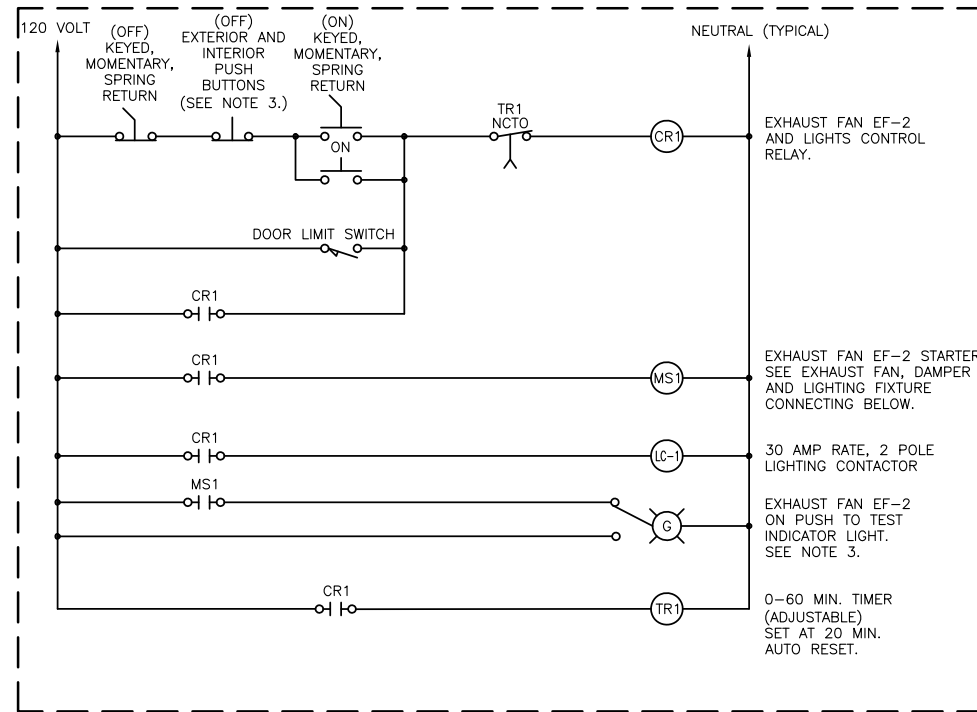 120 VOLT
(OFF)
KEYED,
MOMENTARY,
SPRING
RETURN
(OFF)
EXTERIOR AND
INTERIOR
PUSH
BUTTONS
(SEE NOTE 3.)
(ON)
KEYED,
MOMENTARY,
SPRING
RETURN
NEUTRAL (TYPICAL)
ON
TR1
NCTO
CR1
EXHAUST FAN EF-2
AND LIGHTS CONTROL
RELAY.
DOOR LIMIT SWITCH
CR1
CR1
MS1
EXHAUST FAN EF-2 STARTER
SEE EXHAUST FAN, DAMPER
AND LIGHTING FIXTURE
CONNECTING BELOW.
CR1
LC-1
30 AMP RATE, 2 POLE
LIGHTING CONTACTOR
MS1
G
EXHAUST FAN EF-2
ON PUSH TO TEST
INDICATOR LIGHT.
SEE NOTE 3.
CR1
TR1
0-60 MIN. TIMER
(ADJUSTABLE)
SET AT 20 MIN.
AUTO RESET.